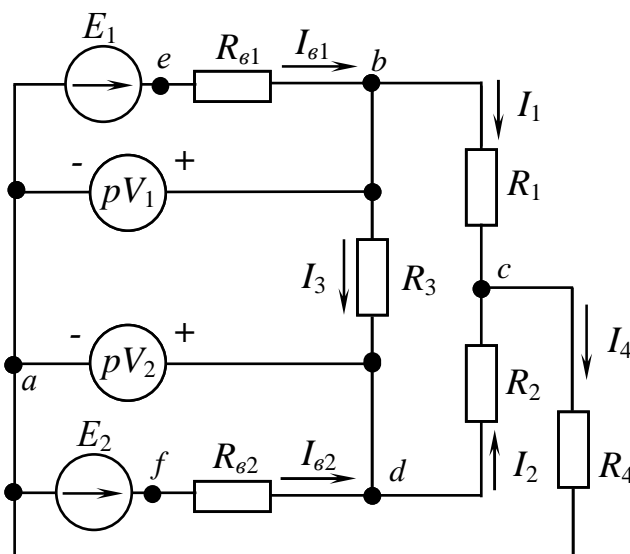 E₁ e Rв1 Iв1 b
I₁
- pV₁ + R₁
I₃ R₃ c
- pV₂ + I₄
a R₂
E₂ f Rв2 Iв2 d I₂ R₄